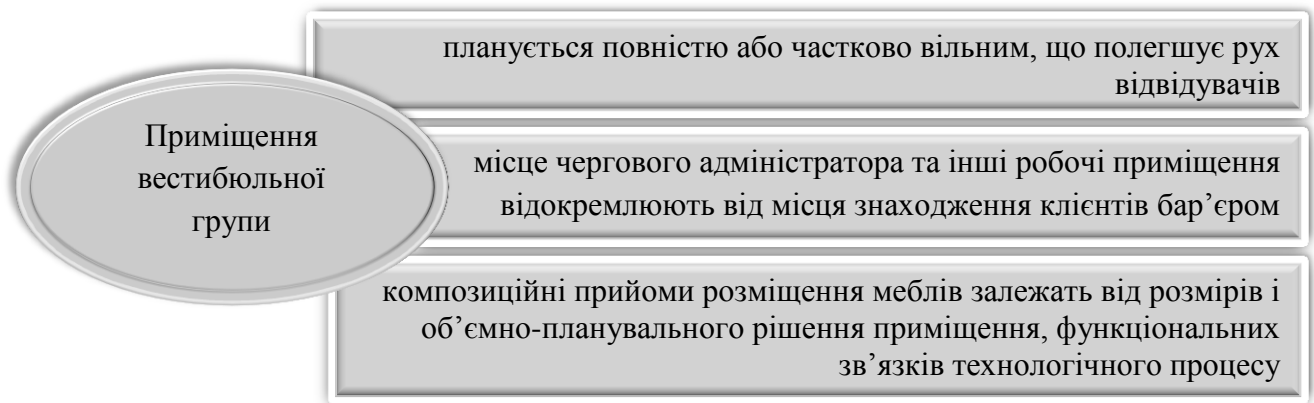 Приміщення
вестибюльної
групи
планується повністю або частково вільним, що полегшує рух
відвідувачів
місце чергового адміністратора та інші робочі приміщення
відокремлюють від місця знаходження клієнтів бар’єром
композиційні прийоми розміщення меблів залежать від розмірів і
об’ємно-планувального рішення приміщення, функціональних
зв’язків технологічного процесу